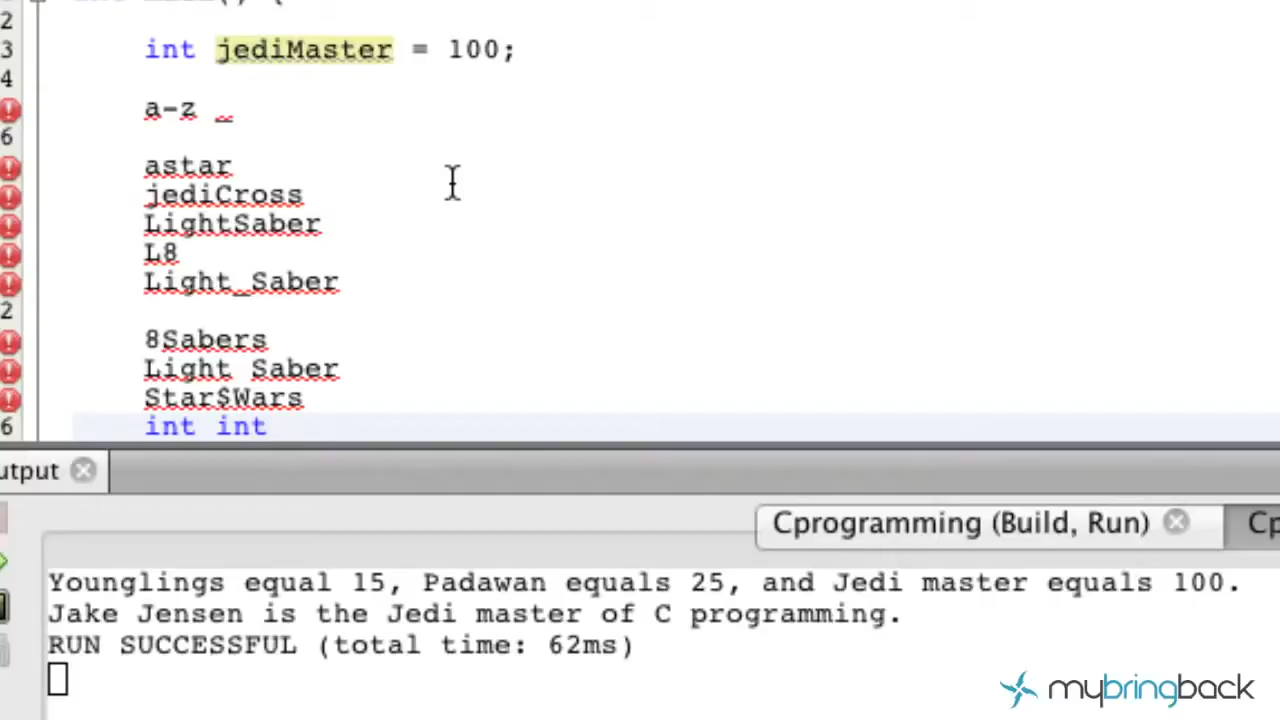 2
3 int jediMaster = 100;
4
a-z _
6
astar
jediCross
LightSaber
L8
Light_Saber
2
8Sabers
Light Saber
Star$Wars
6 int int
utput
Cprogramming (Build, Run) Cp
Younglings equal 15, Padawan equals 25, and Jedi master equals 100.
Jake Jensen is the Jedi master of C programming.
RUN SUCCESSFUL (total time: 62ms)
mybringback